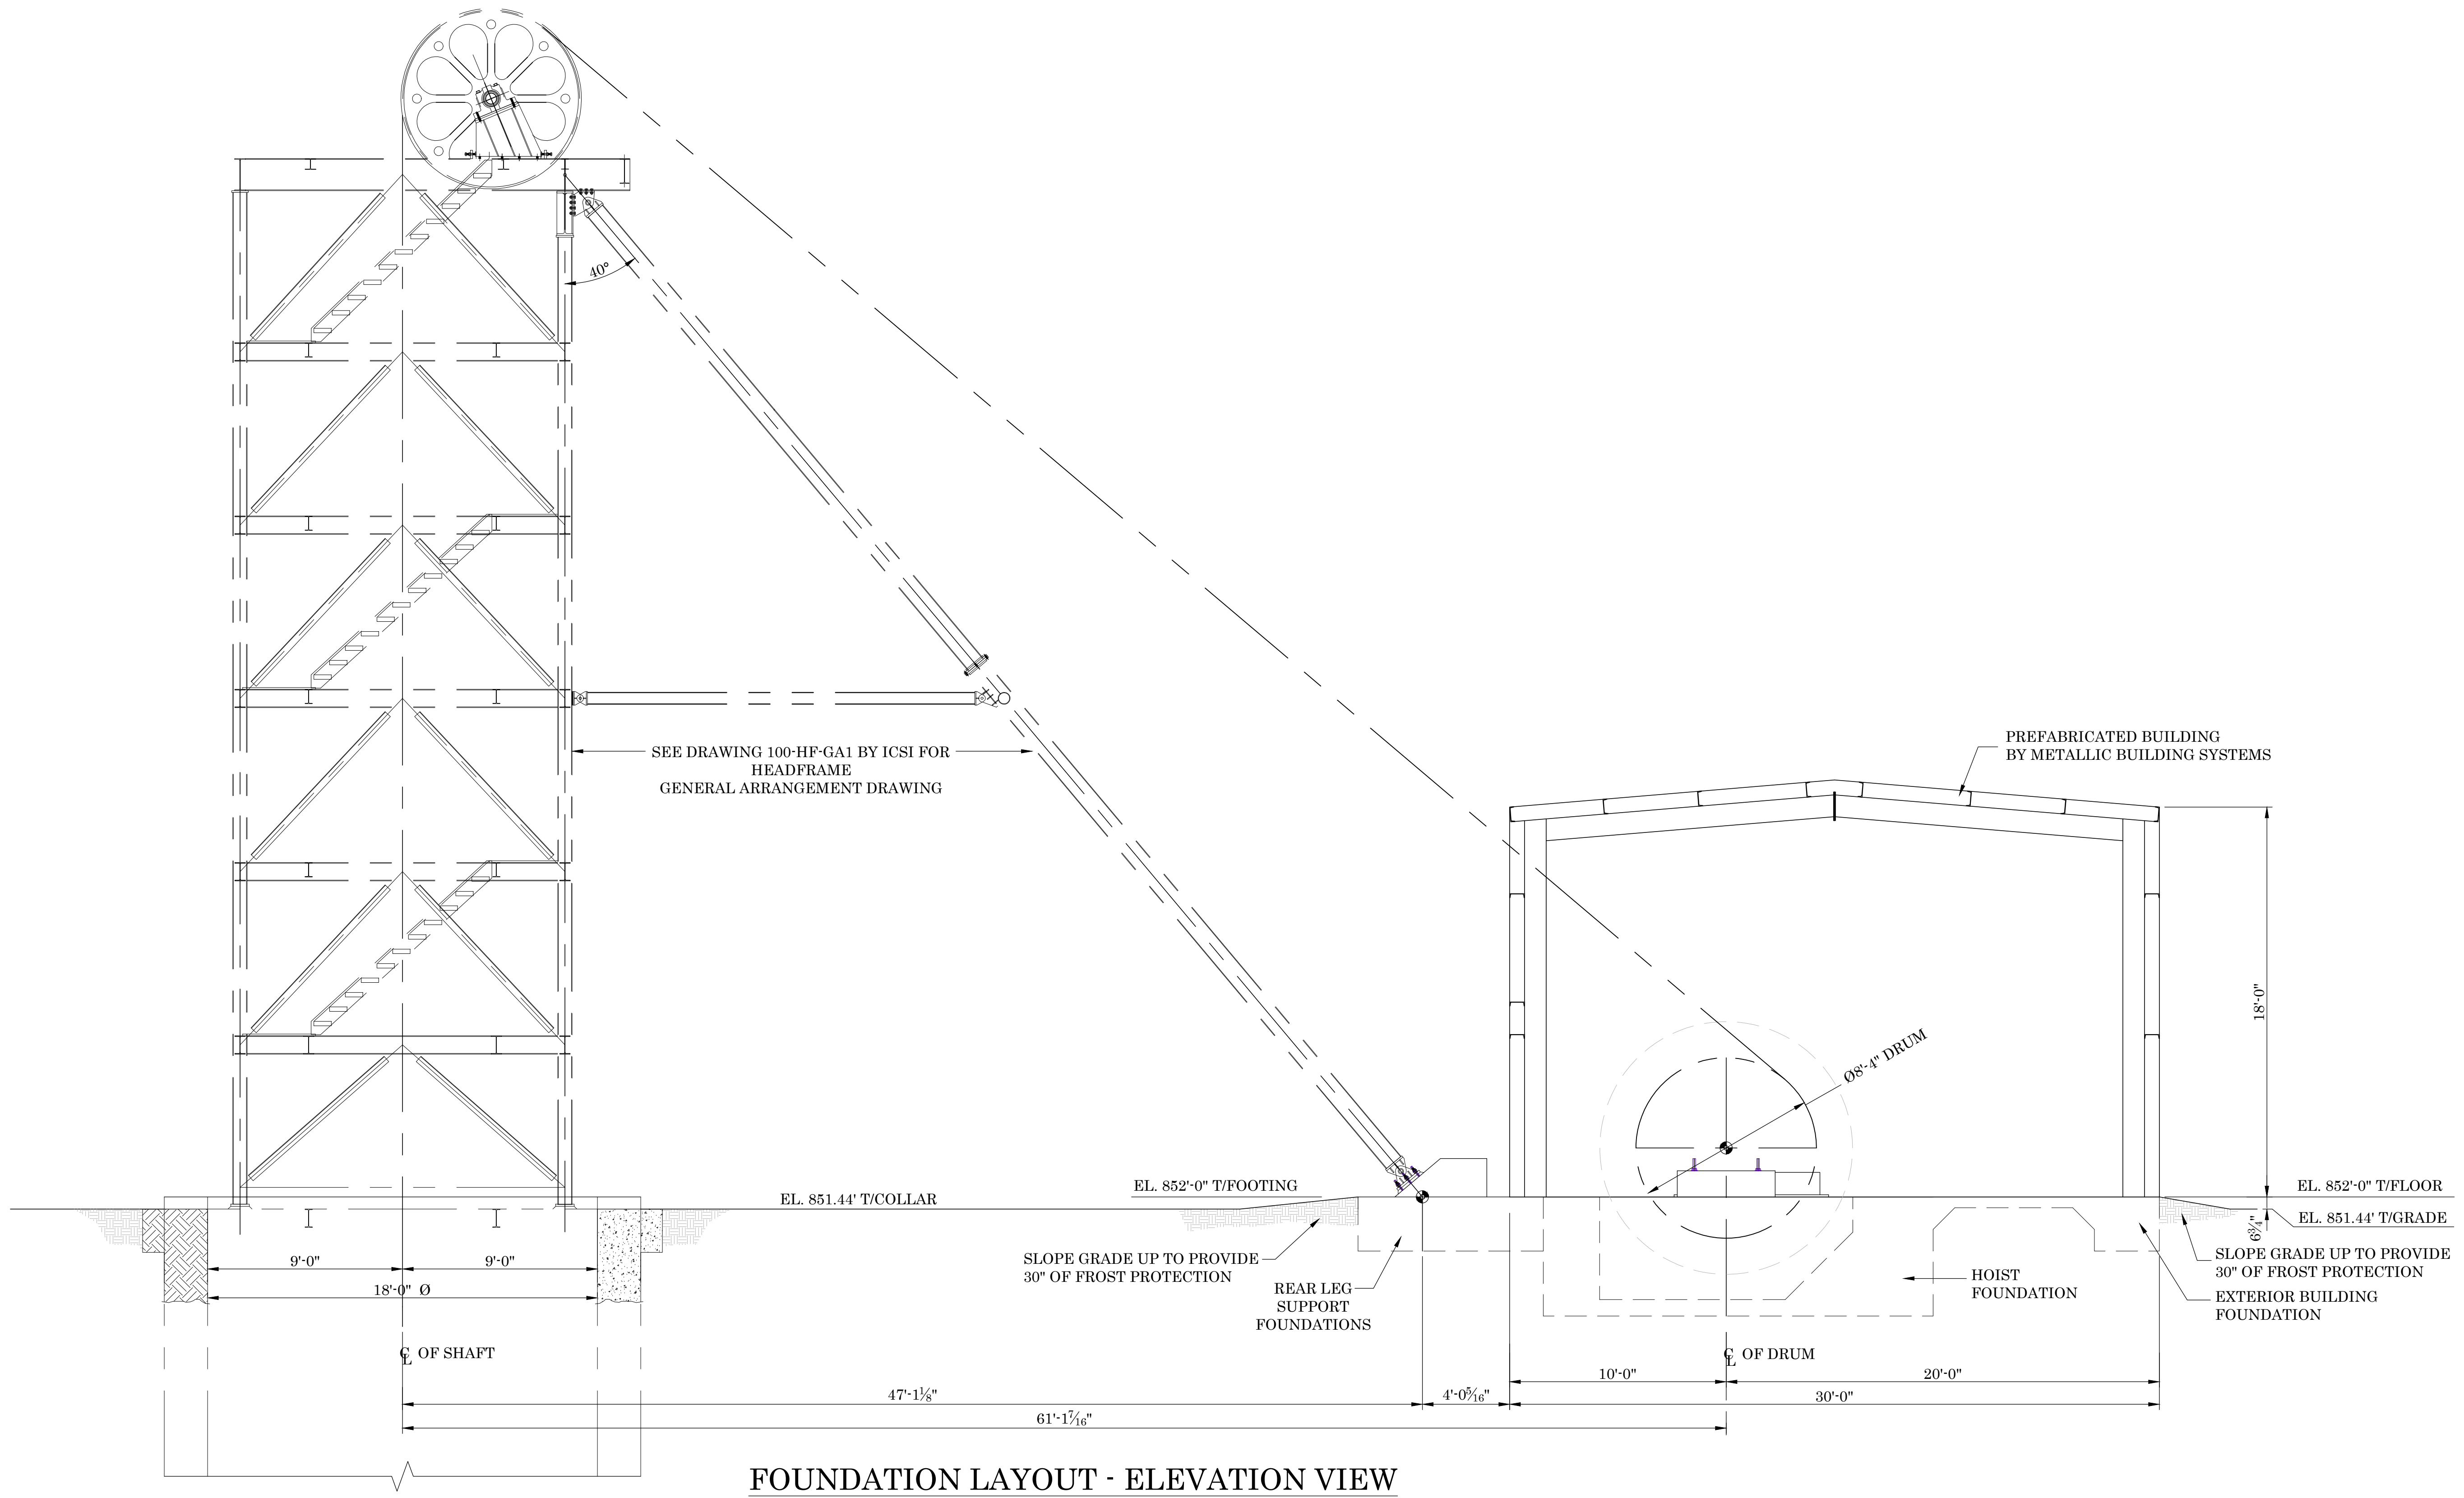 40°
SEE DRAWING 100-HF-GA1 BY ICSI FOR
HEADFRAME
GENERAL ARRANGEMENT DRAWING
PREFABRICATED BUILDING
BY METALLIC BUILDING SYSTEMS
18'-0"
Ø8'-4" DRUM
EL. 851.44' T/COLLAR
EL. 852'-0" T/FOOTING
EL. 852'-0" T/FLOOR
EL. 851.44' T/GRADE
6¾"
9'-0"
9'-0"
18'-0" Ø
SLOPE GRADE UP TO PROVIDE
30" OF FROST PROTECTION
REAR LEG
SUPPORT
FOUNDATIONS
HOIST
FOUNDATION
SLOPE GRADE UP TO PROVIDE
30" OF FROST PROTECTION
EXTERIOR BUILDING
FOUNDATION
℄ OF SHAFT
℄ OF DRUM
10'-0"
20'-0"
47'-1⅛"
4'-0 5/16"
30'-0"
61'-1 7/16"
FOUNDATION LAYOUT - ELEVATION VIEW